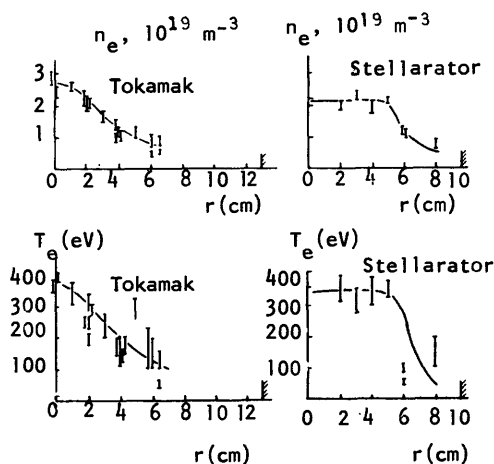 n_e, 10^19 m^-3
n_e, 10^19 m^-3
Tokamak
Stellarator
3
2
1
0 2 4 6 8 10 12
r(cm)
0 2 4 6 8 10
r(cm)
T_e(eV)
T_e(eV)
Tokamak
Stellarator
400
300
200
100
400
300
200
100
0 2 4 6 8 10 12
r(cm)
0 2 4 6 8 10
r(cm)